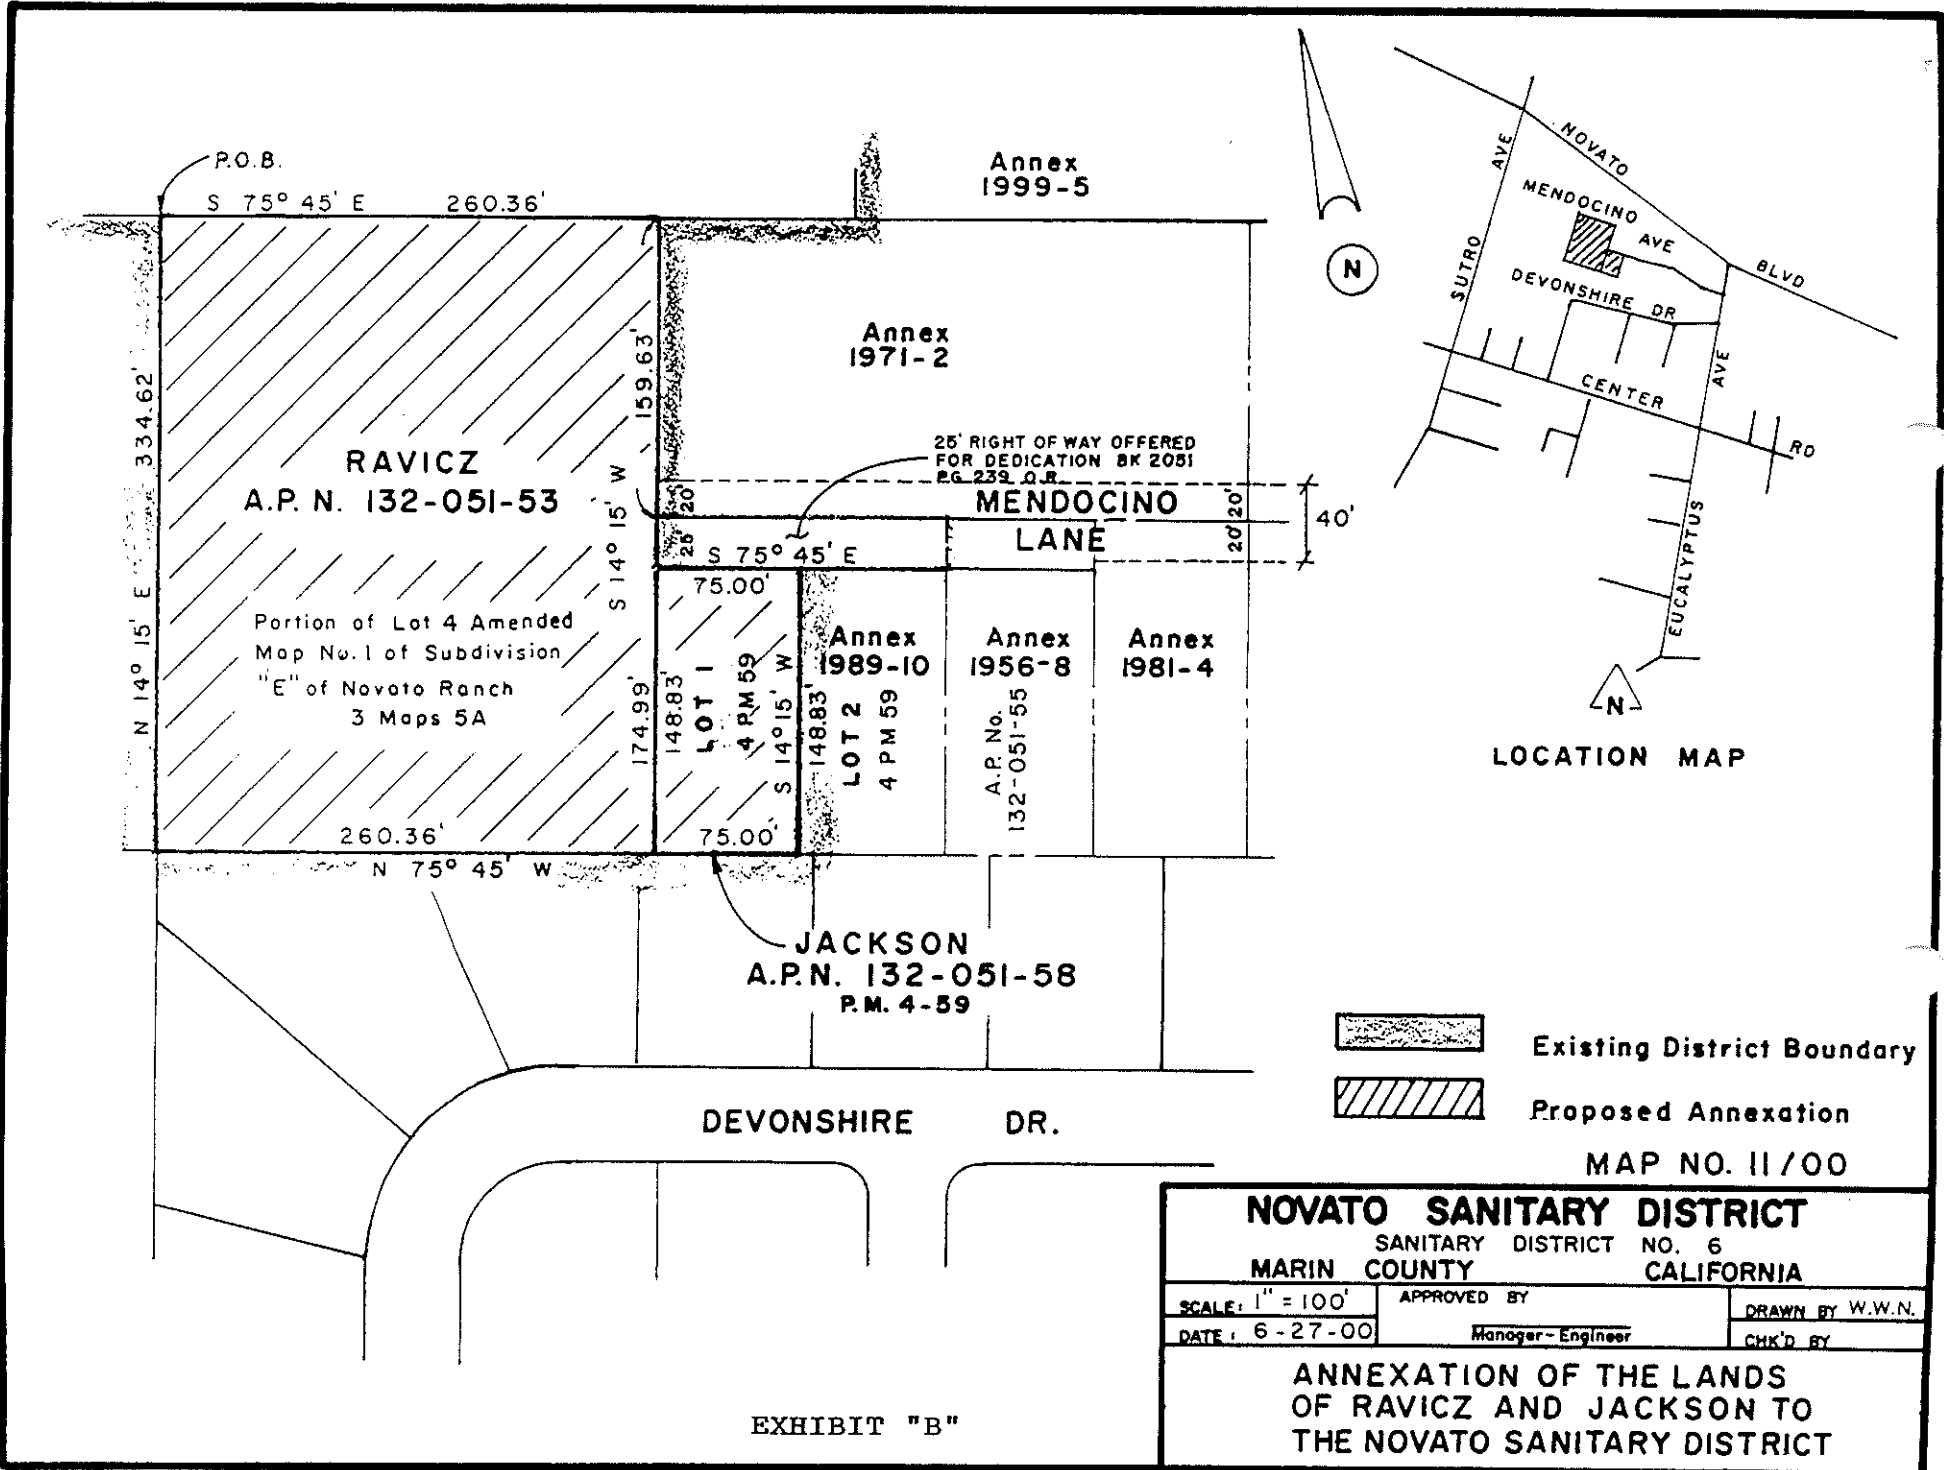 P.O.B.
S 75° 45' E 260.36'
Annex
1999-5
N 14° 15' E 334.62'
RAVICZ
A.P.N. 132-051-53
Portion of Lot 4 Amended
Map No. 1 of Subdivision
"E" of Novato Ranch
3 Maps 5A
159.63'
S 14° 15' W
174.99'
260.36'
N 75° 45' W
Annex
1971-2
25' RIGHT OF WAY OFFERED
FOR DEDICATION BK 2051
PG 239 O.R.
20'
25'
MENDOCINO
LANE
20' 20'
40'
S 75° 45' E
75.00'
148.83'
LOT 1
4 PM 59
S 14° 15' W
75.00'
148.83'
Annex
1989-10
LOT 2
4 PM 59
Annex
1956-8
A.P. No.
132-051-55
Annex
1981-4
JACKSON
A.P.N. 132-051-58
P.M. 4-59
DEVONSHIRE DR.
EXHIBIT "B"
N
SUTRO AVE
NOVATO BLVD
MENDOCINO AVE
DEVONSHIRE DR
CENTER RD
EUCALYPTUS AVE
N
LOCATION MAP
Existing District Boundary
Proposed Annexation
MAP NO. 11/00
NOVATO SANITARY DISTRICT
SANITARY DISTRICT NO. 6
MARIN COUNTY CALIFORNIA
SCALE: 1" = 100'
DATE: 6-27-00
APPROVED BY
Manager-Engineer
DRAWN BY W.W.N.
CHK'D BY
ANNEXATION OF THE LANDS
OF RAVICZ AND JACKSON TO
THE NOVATO SANITARY DISTRICT